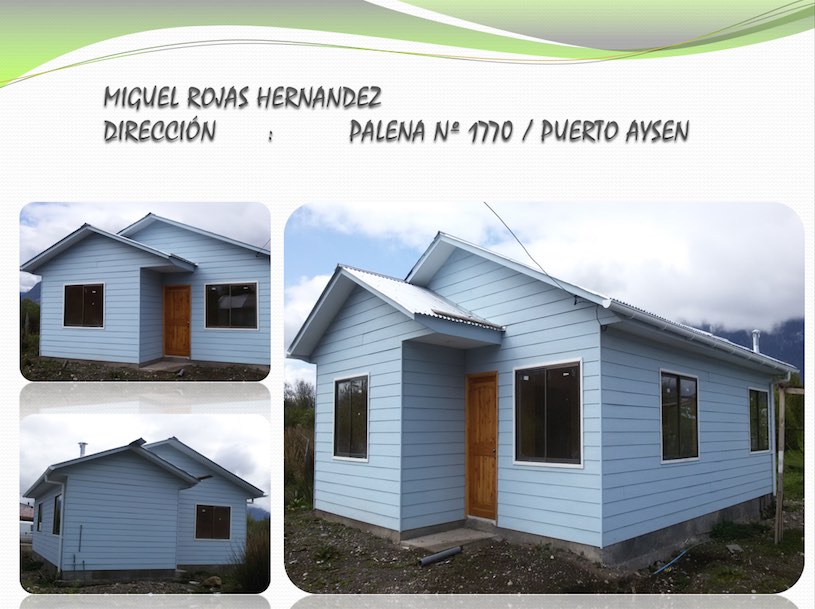 MIGUEL ROJAS HERNANDEZ
DIRECCIÓN : PALENA Nº 1770 / PUERTO AYSEN